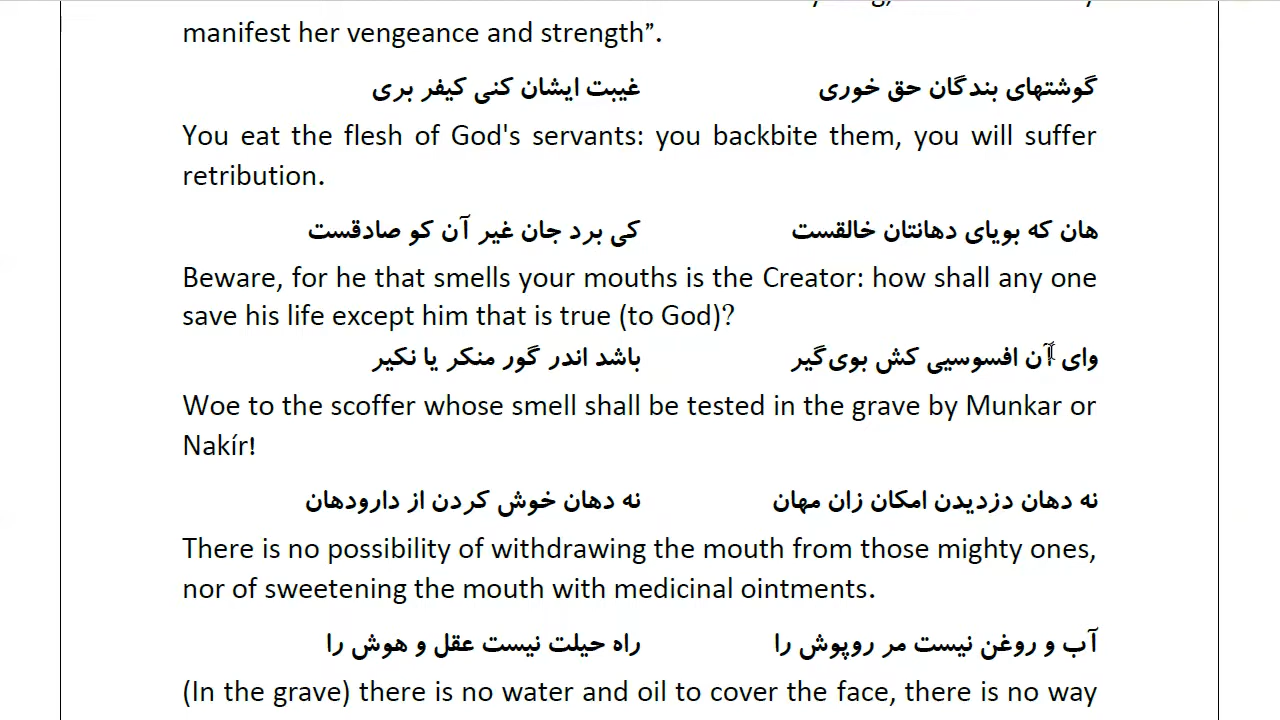 manifest her vengeance and strength”.
گوشتهای بندگان حق خوری غیبت ایشان کنی کیفر بری
You eat the flesh of God's servants: you backbite them, you will suffer
retribution.
هان که بویای دهانتان خالقست کی برد جان غیر آن کو صادقست
Beware, for he that smells your mouths is the Creator: how shall any one
save his life except him that is true (to God)?
وای آن افسوسیی کش بوی‌گیر باشد اندر گور منکر یا نکیر
Woe to the scoffer whose smell shall be tested in the grave by Munkar or
Nakír!
نه دهان دزدیدن امکان زان مهان نه دهان خوش کردن از دارودهان
There is no possibility of withdrawing the mouth from those mighty ones,
nor of sweetening the mouth with medicinal ointments.
آب و روغن نیست مر روپوش را راه حیلت نیست عقل و هوش را
(In the grave) there is no water and oil to cover the face, there is no way